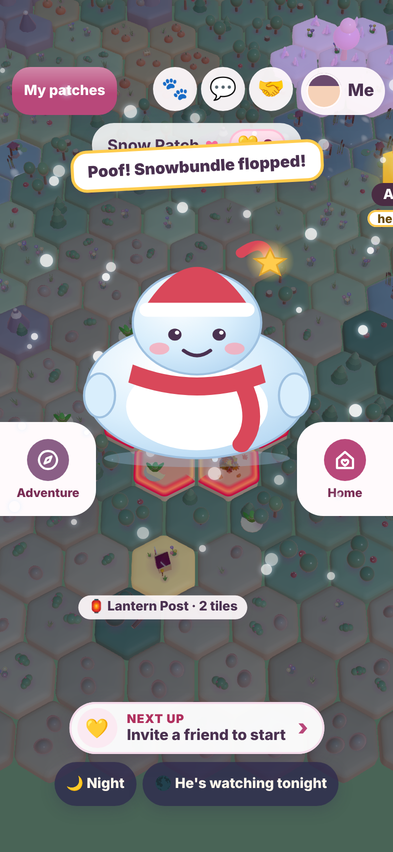 My patches
Me
Snow Patch
Poof! Snowbundle flopped!
A
he
Adventure
Home
Lantern Post · 2 tiles
NEXT UP
Invite a friend to start
Night
He's watching tonight